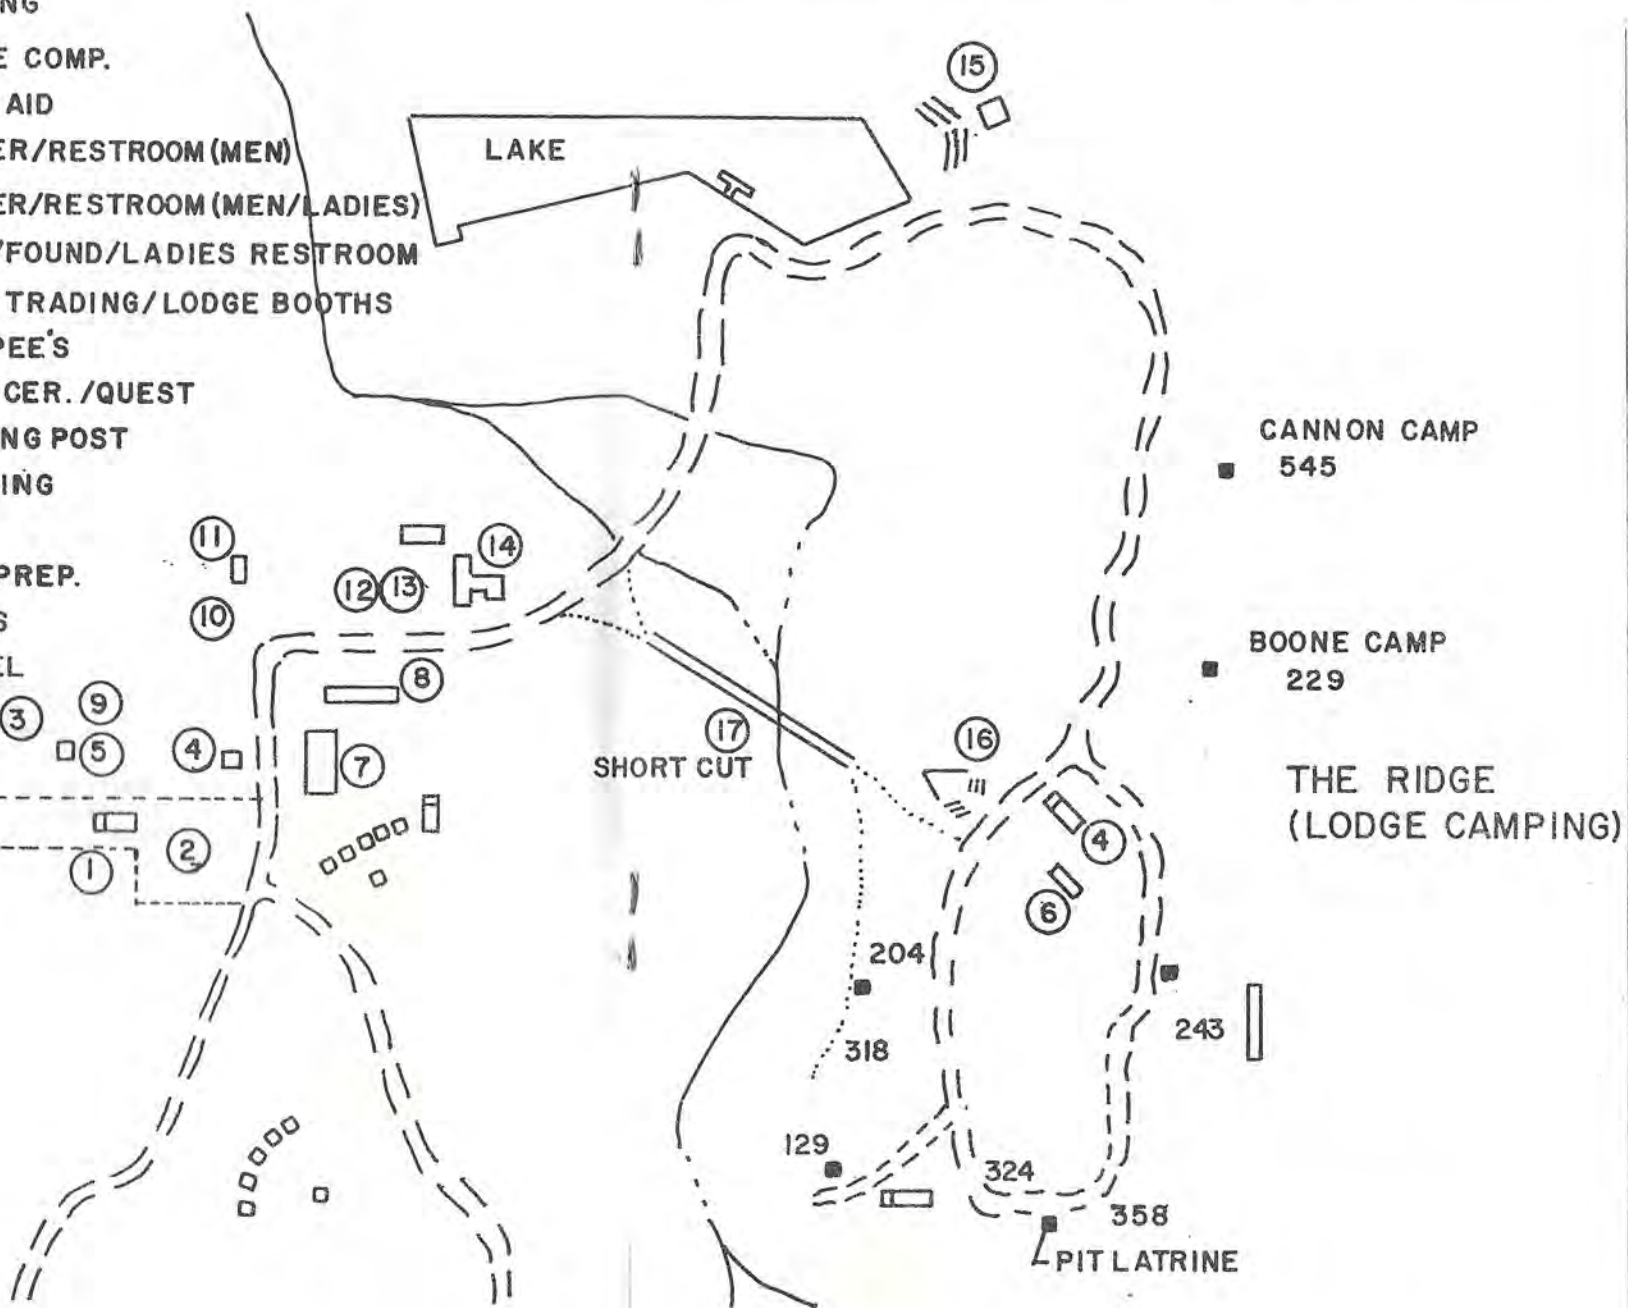 NG
E COMP.
AID
ER/RESTROOM (MEN)
ER/RESTROOM (MEN/LADIES)
/FOUND/LADIES RESTROOM
TRADING/LODGE BOOTHS
PEE'S
CER. /QUEST
NG POST
ING
PREP.
S
EL
LAKE
15
CANNON CAMP
545
11
14
12 13
10
BOONE CAMP
229
8
9
3
5
4
7
17
SHORT CUT
16
THE RIDGE
(LODGE CAMPING)
4
1
2
6
204
243
318
129
324
358
PIT LATRINE